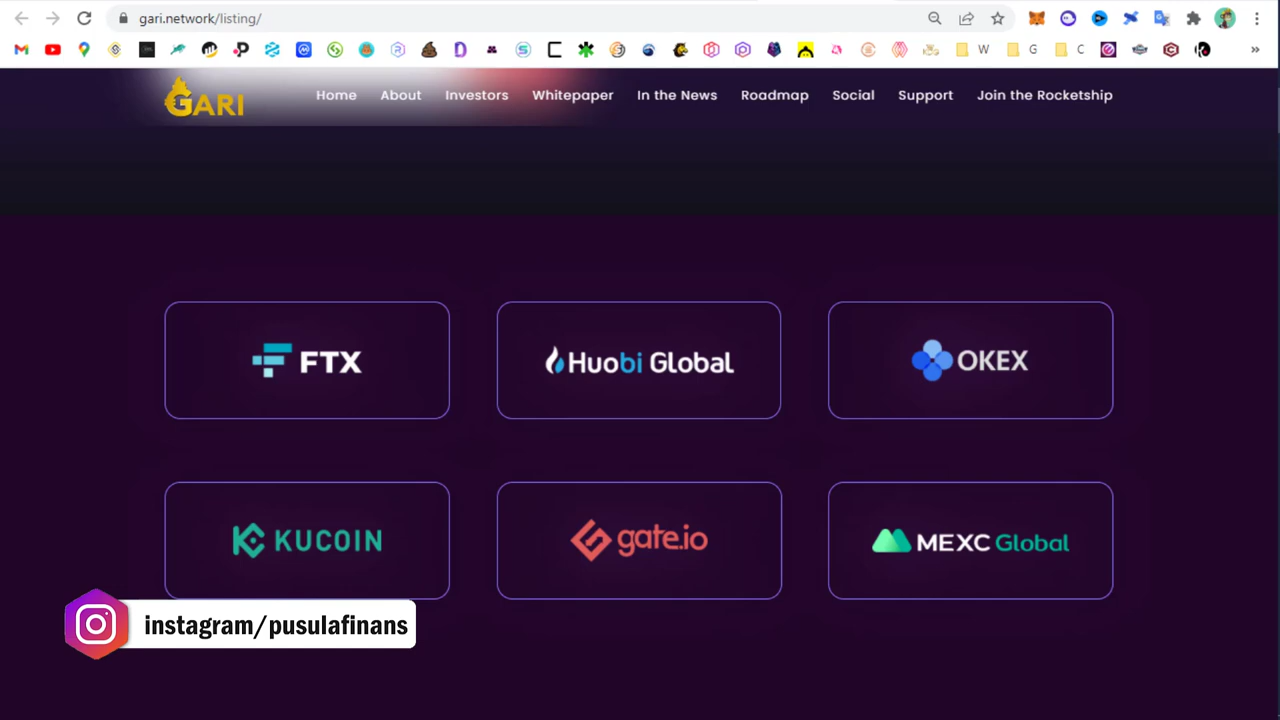 gari.network/listing/
W G C »
GARI Home About Investors Whitepaper In the News Roadmap Social Support Join the Rocketship
FTX Huobi Global OKEX
KUCOIN gate.io MEXC Global
instagram/pusulafinans